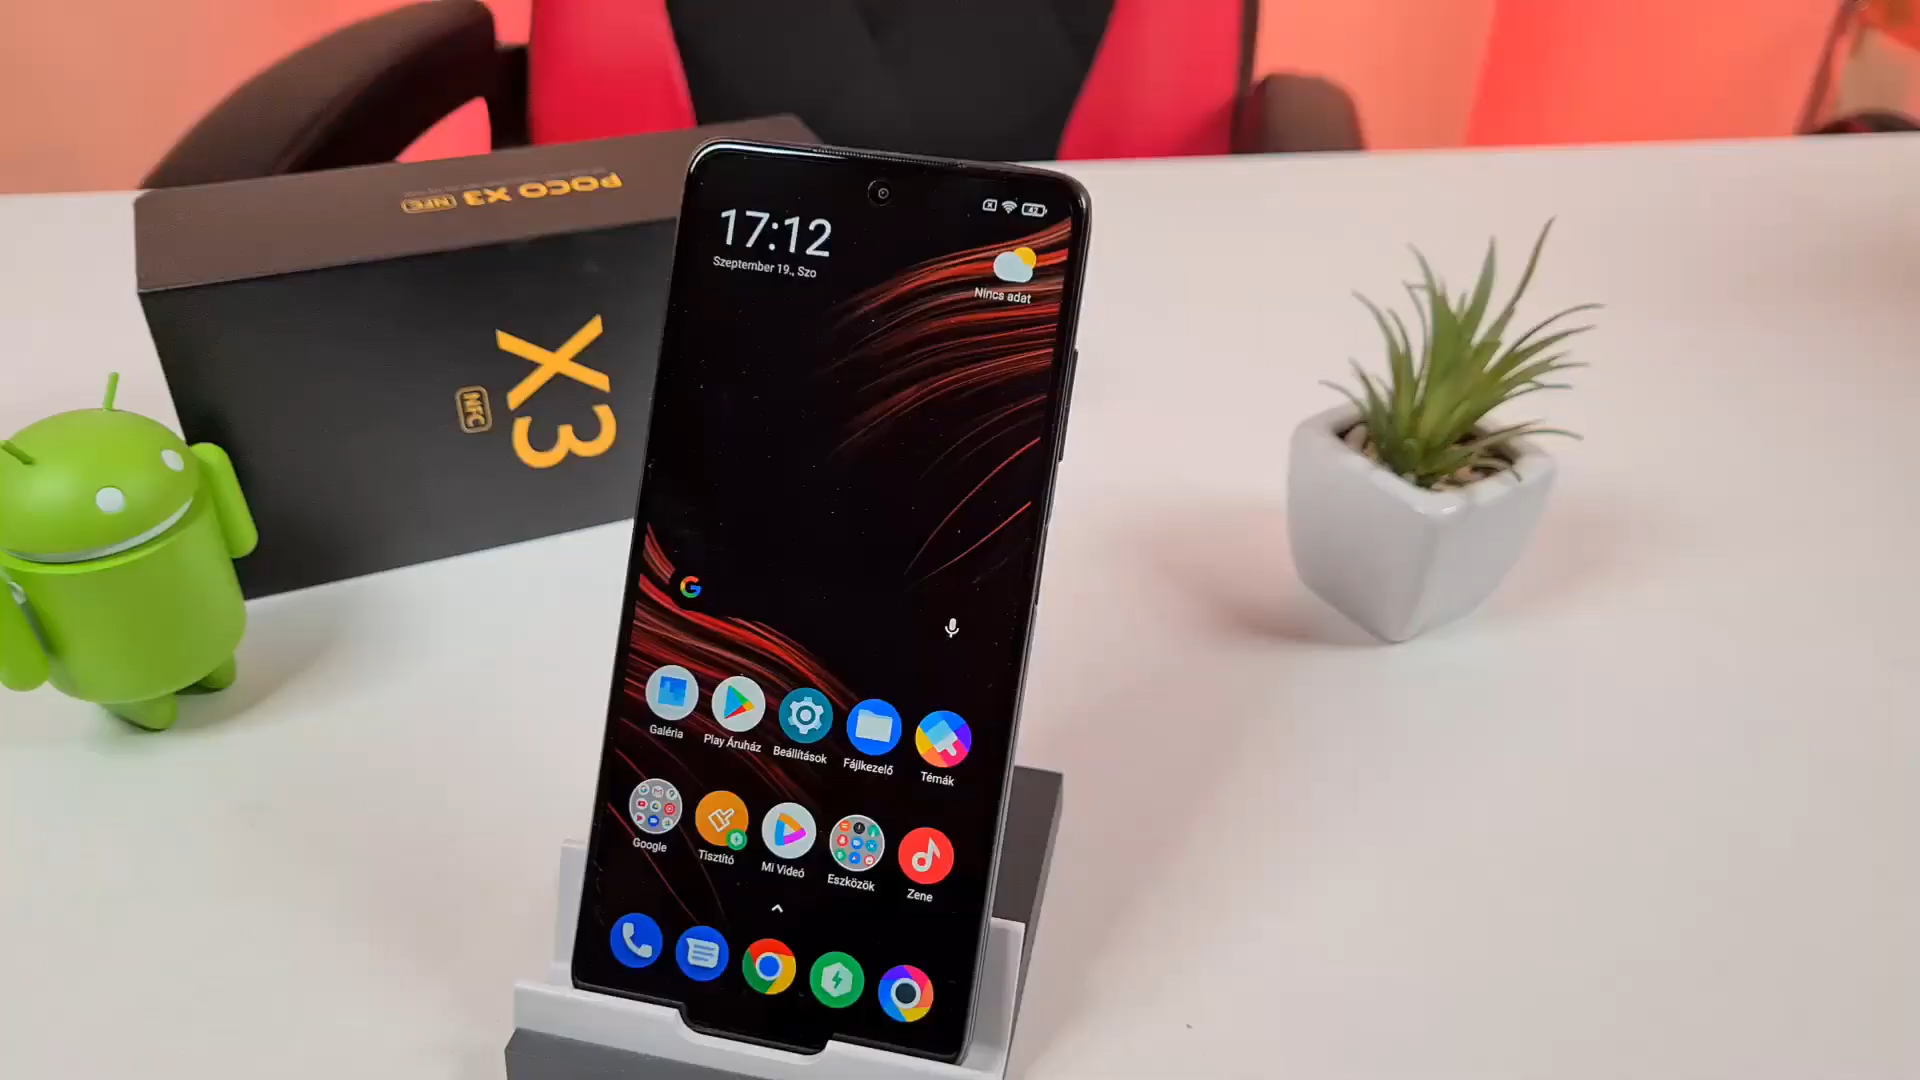 POCO X3 NFC
X3
NFC
17:12
Szeptember 19., Szo
42
Nincs adat
G
Galéria
Play Áruház
Beállítások
Fájlkezelő
Témák
Google
Tisztító
Mi Videó
Eszközök
Zene